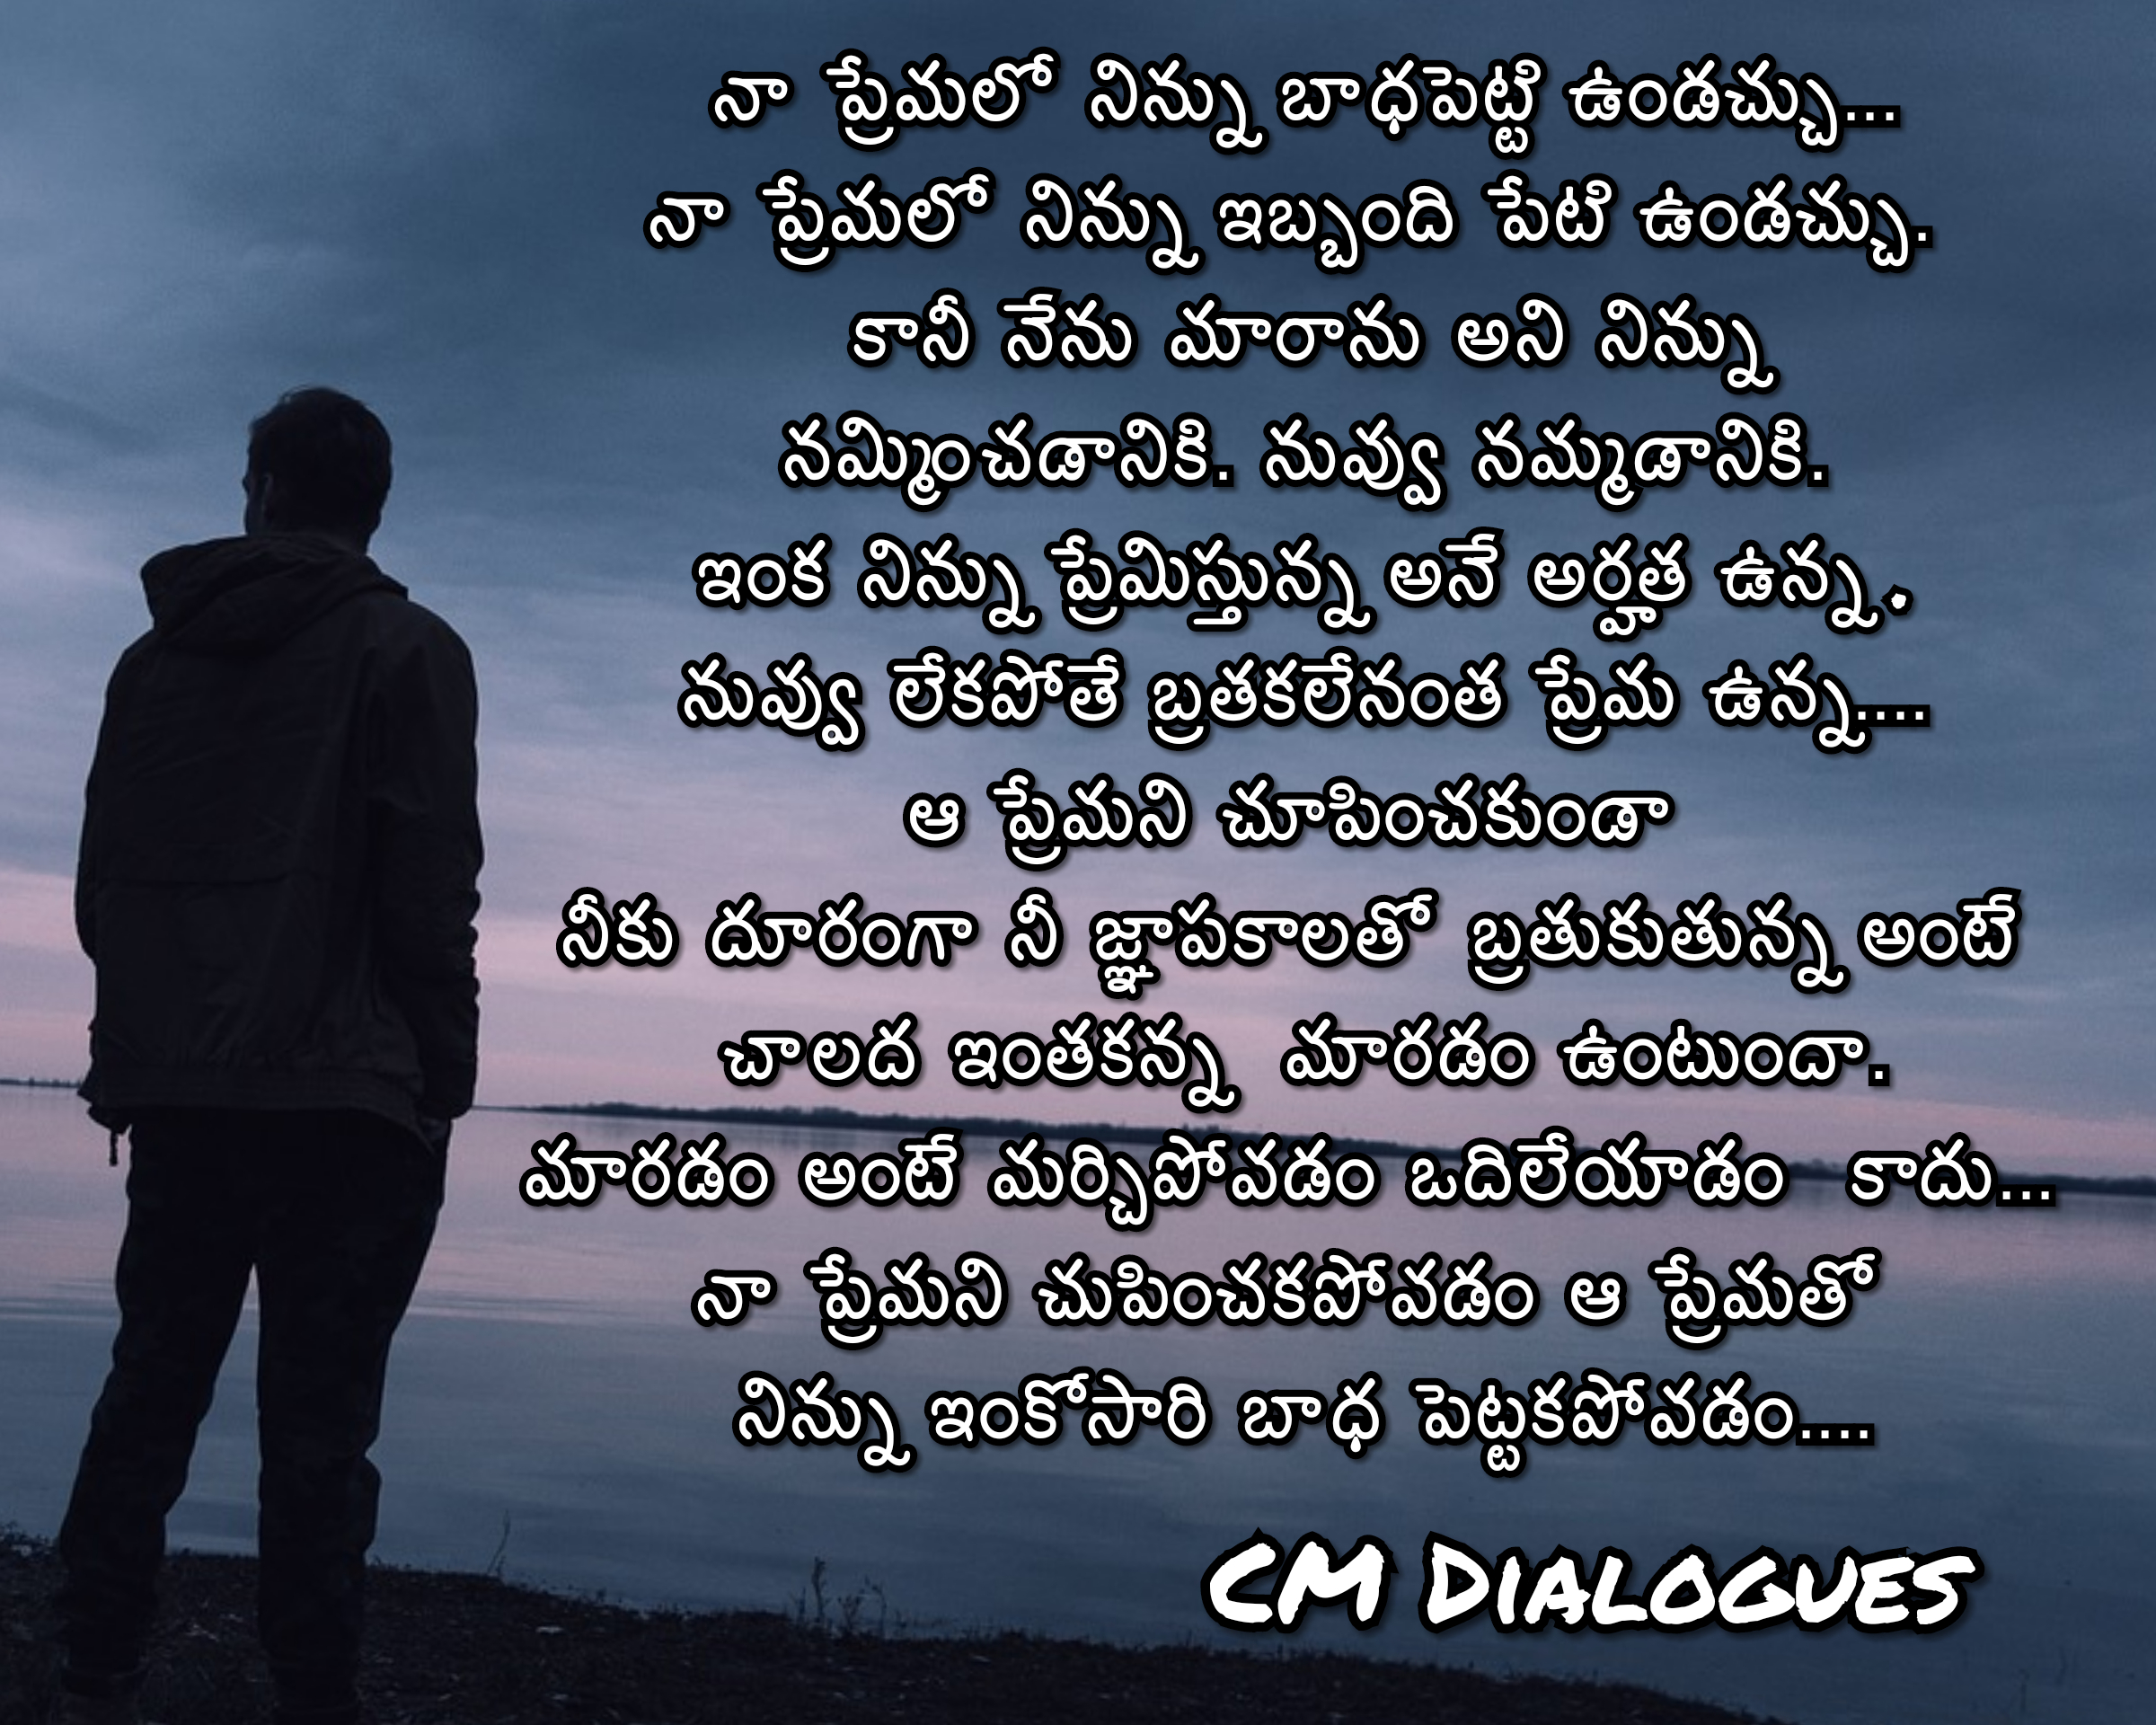 నా ప్రేమలో నిన్ను బాధపెట్టి ఉండచ్చు...
నా ప్రేమలో నిన్ను ఇబ్బంది పేటి ఉండచ్చు.
కానీ నేను మారాను అని నిన్ను
నమ్మించడానికి. నువ్వు నమ్మడానికి.
ఇంక నిన్ను ప్రేమిస్తున్న అనే అర్హత ఉన్న.
నువ్వు లేకపోతే బ్రతకలేనంత ప్రేమ ఉన్న....
ఆ ప్రేమని చూపించకుండా
నీకు దూరంగా నీ జ్ఞాపకాలతో బ్రతుకుతున్న అంటే
చాలద ఇంతకన్న మారడం ఉంటుందా.
మారడం అంటే మర్చిపోవడం ఒదిలేయాడం కాదు...
నా ప్రేమని చుపించకపోవడం ఆ ప్రేమతో
నిన్ను ఇంకోసారి బాధ పెట్టకపోవడం....
CM DIALOGUES